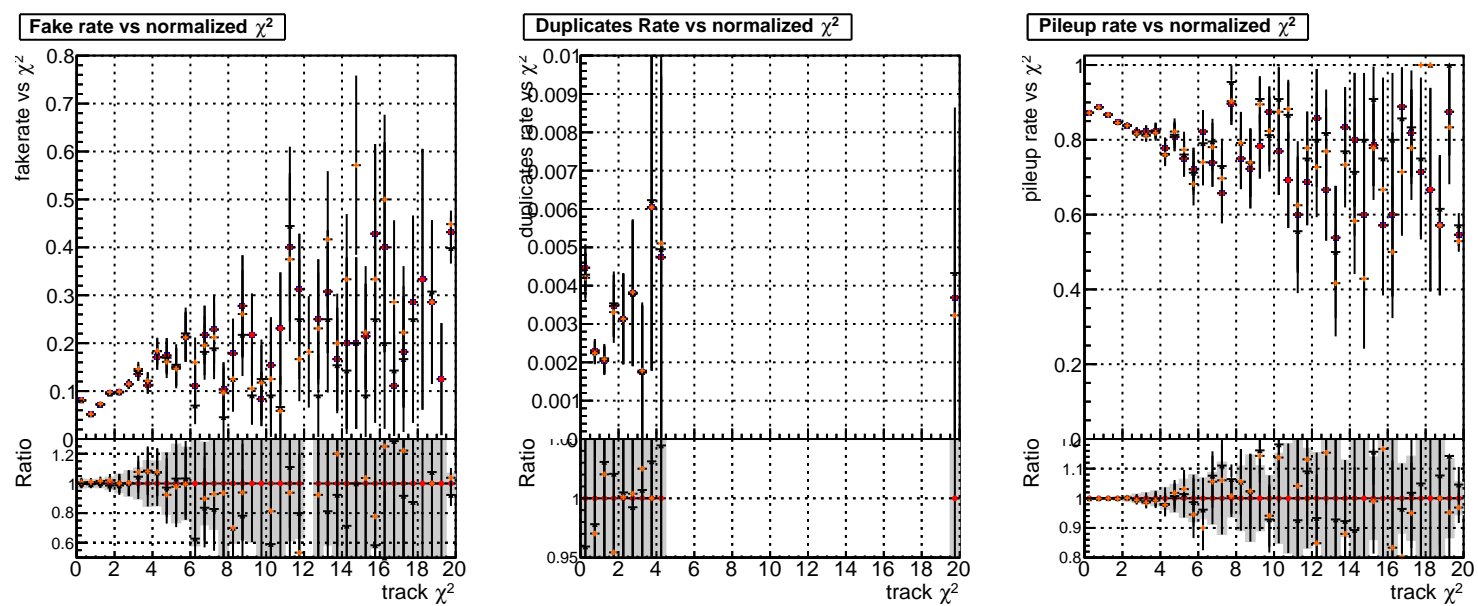 Fake rate vs normalized χ²
fakerate vs χ²
0.8
0.7
0.6
0.5
0.4
0.3
0.2
0.1
0
Ratio
1.2
1
0.8
0.6
0 2 4 6 8 10 12 14 16 18 20
track χ²
Duplicates Rate vs normalized χ²
duplicates rate vs χ²
0.01
0.009
0.008
0.007
0.006
0.005
0.004
0.003
0.002
0.001
0
Ratio
1
0.95
0 2 4 6 8 10 12 14 16 18 20
track χ²
Pileup rate vs normalized χ²
pileup rate vs χ²
1
0.8
0.6
0.4
0.2
0
Ratio
1.1
1
0.9
0.8
0 2 4 6 8 10 12 14 16 18 20
track χ²